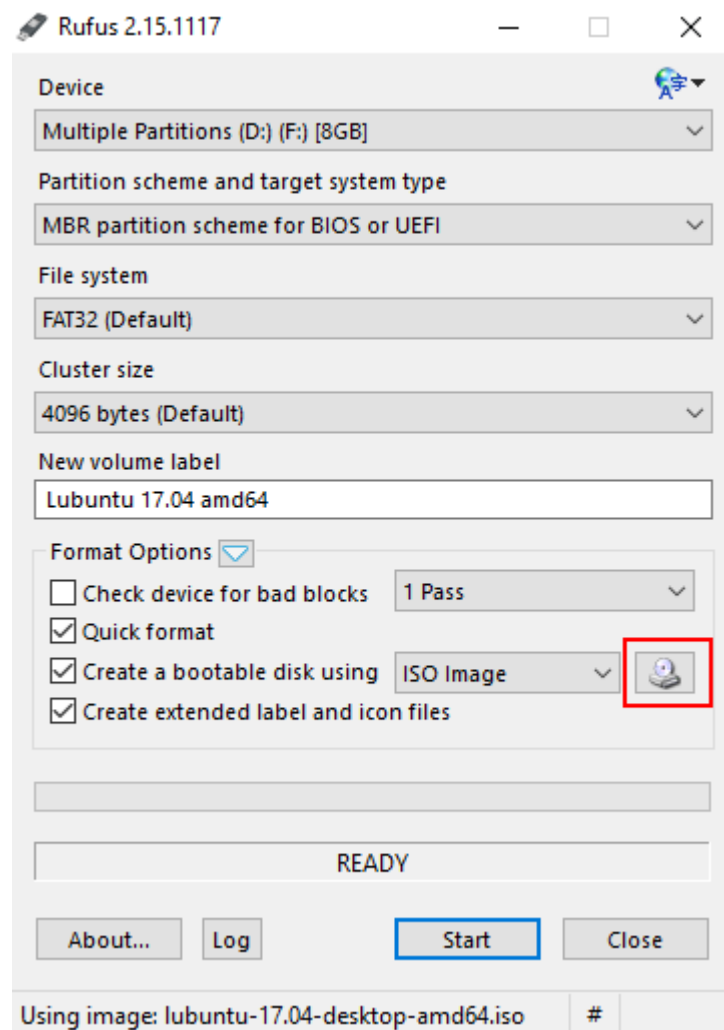 Rufus 2.15.1117
Device
A字
Multiple Partitions (D:) (F:) [8GB]
Partition scheme and target system type
MBR partition scheme for BIOS or UEFI
File system
FAT32 (Default)
Cluster size
4096 bytes (Default)
New volume label
Lubuntu 17.04 amd64
Format Options
Check device for bad blocks 1 Pass
Quick format
Create a bootable disk using ISO Image
Create extended label and icon files
READY
About... Log Start Close
Using image: lubuntu-17.04-desktop-amd64.iso #